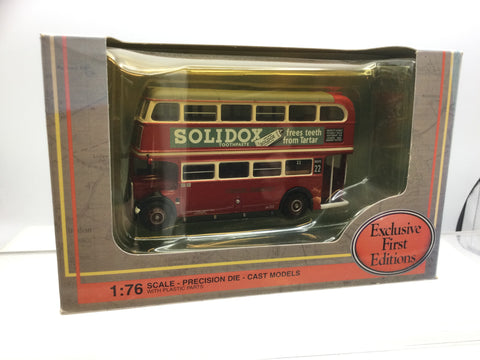 SOLIDOX
TOOTHPASTE
frees teeth
from Tartar
22
Exclusive
First
Editions
1:76 SCALE - PRECISION DIE - CAST MODELS
WITH PLASTIC PARTS